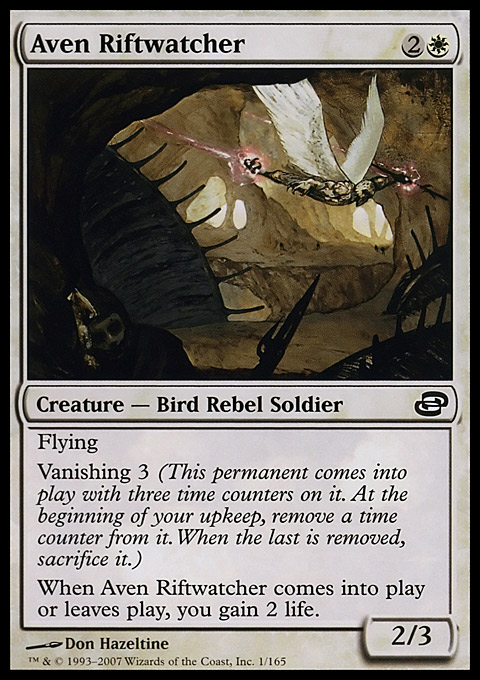 Aven Riftwatcher 2
Creature — Bird Rebel Soldier
Flying
Vanishing 3 (This permanent comes into
play with three time counters on it. At the
beginning of your upkeep, remove a time
counter from it. When the last is removed,
sacrifice it.)
When Aven Riftwatcher comes into play
or leaves play, you gain 2 life.
2/3
Don Hazeltine
™ & © 1993–2007 Wizards of the Coast, Inc. 1/165